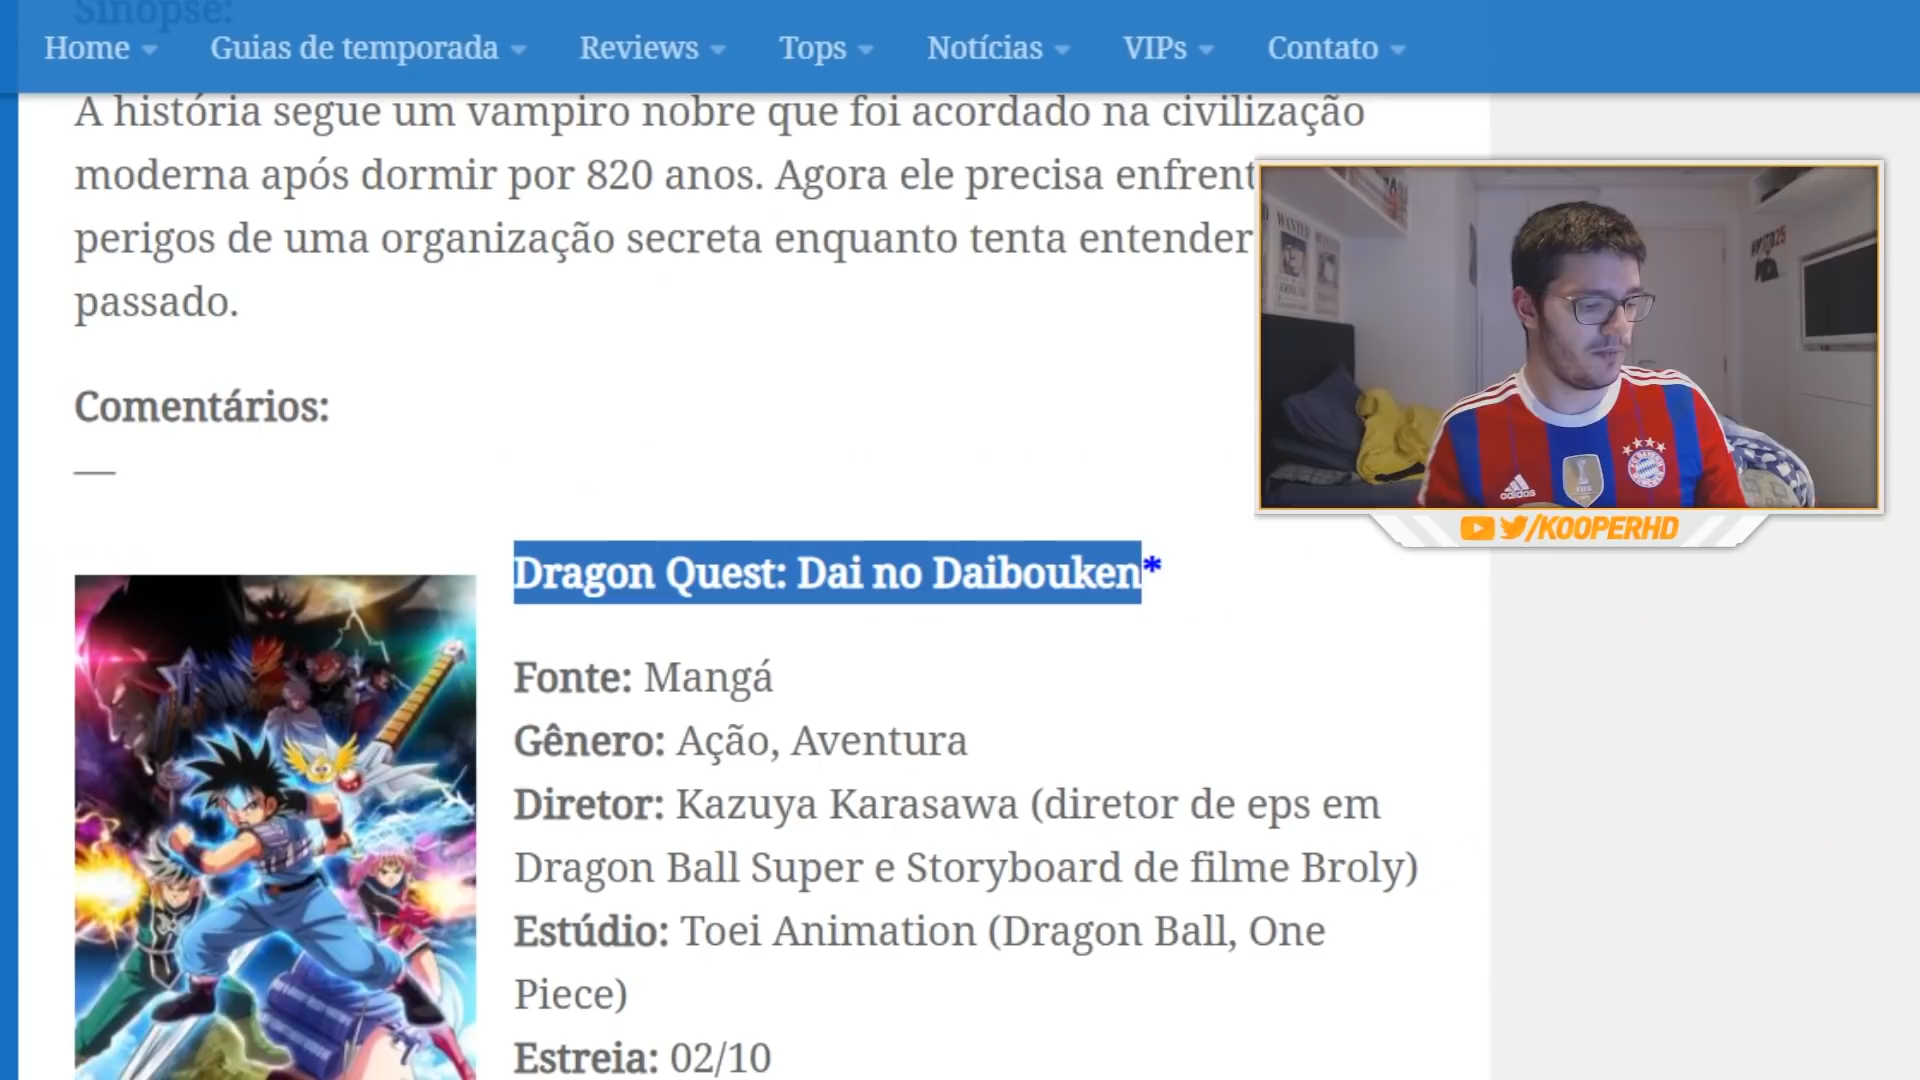 Sinopse:
Home Guias de temporada Reviews Tops Notícias VIPs Contato
A história segue um vampiro nobre que foi acordado na civilização
moderna após dormir por 820 anos. Agora ele precisa enfrent
perigos de uma organização secreta enquanto tenta entender
passado.
WANTED
Comentários:
—
adidas
/KOOPERHD
Dragon Quest: Dai no Daibouken*
Fonte: Mangá
Gênero: Ação, Aventura
Diretor: Kazuya Karasawa (diretor de eps em
Dragon Ball Super e Storyboard de filme Broly)
Estúdio: Toei Animation (Dragon Ball, One
Piece)
Estreia: 02/10